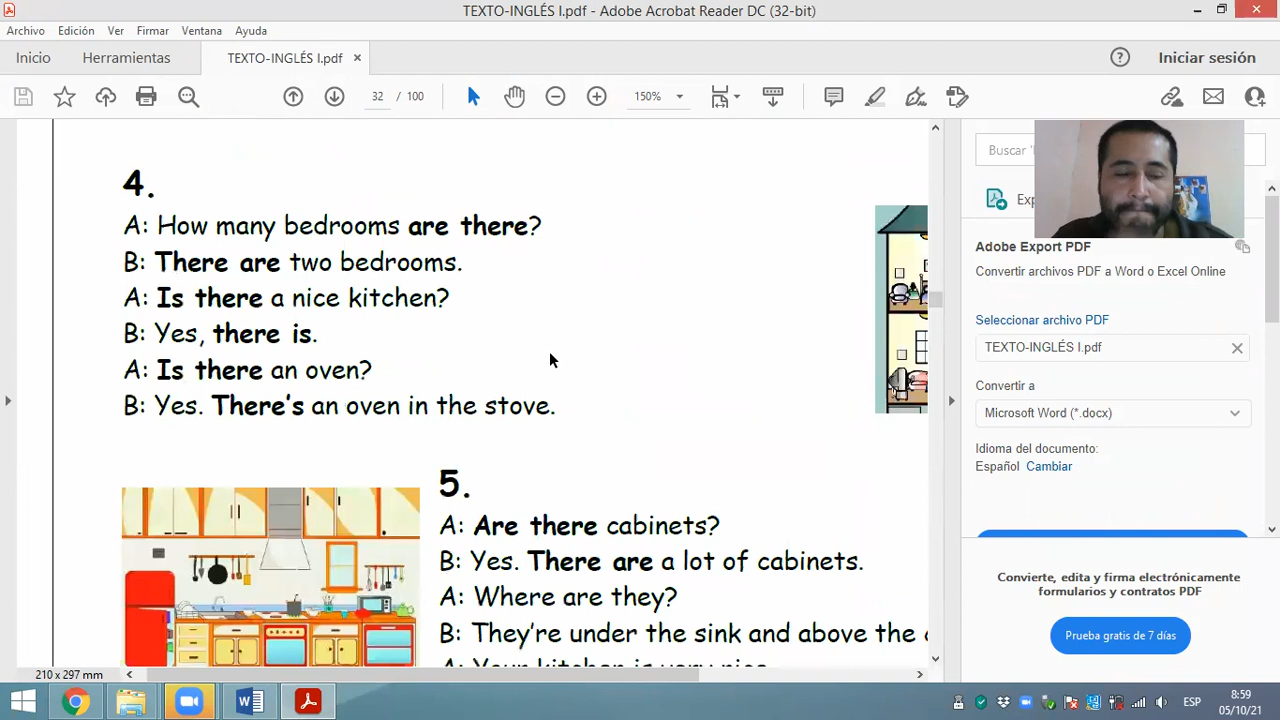 TEXTO-INGLÉS I.pdf - Adobe Acrobat Reader DC (32-bit)
Archivo Edición Ver Firmar Ventana Ayuda
Inicio Herramientas TEXTO-INGLÉS I.pdf Iniciar sesión
32 / 100 150%
4.
A: How many bedrooms are there?
B: There are two bedrooms.
A: Is there a nice kitchen?
B: Yes, there is.
A: Is there an oven?
B: Yes. There's an oven in the stove.
5.
A: Are there cabinets?
B: Yes. There are a lot of cabinets.
A: Where are they?
B: They're under the sink and above the
A: Your kitchen is very nice.
210 x 297 mm
Buscar
Adobe Export PDF
Convertir archivos PDF a Word o Excel Online
Seleccionar archivo PDF
TEXTO-INGLÉS I.pdf
Convertir a
Microsoft Word (*.docx)
Idioma del documento:
Español Cambiar
Convierte, edita y firma electrónicamente
formularios y contratos PDF
Prueba gratis de 7 días
ESP
8:59
05/10/21